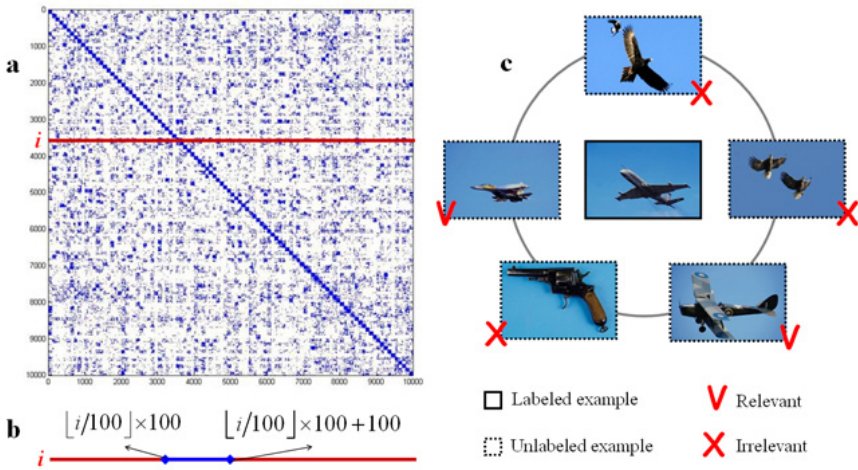 a
0
1000
2000
3000
i
4000
5000
6000
7000
8000
9000
10000
0 1000 2000 3000 4000 5000 6000 7000 8000 9000 10000
b
⌊i/100⌋×100 ⌊i/100⌋×100+100
i
c
Labeled example
Relevant
Unlabeled example
Irrelevant